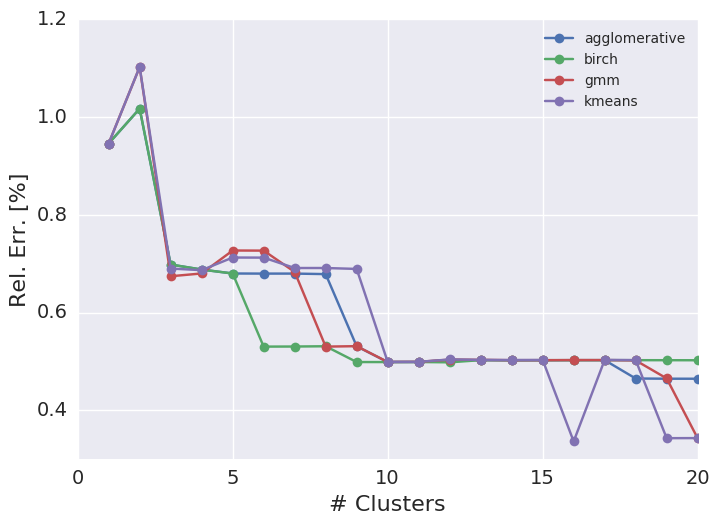 1.2
1.0
0.8
0.6
0.4
Rel. Err. [%]
agglomerative
birch
gmm
kmeans
0 5 10 15 20
# Clusters